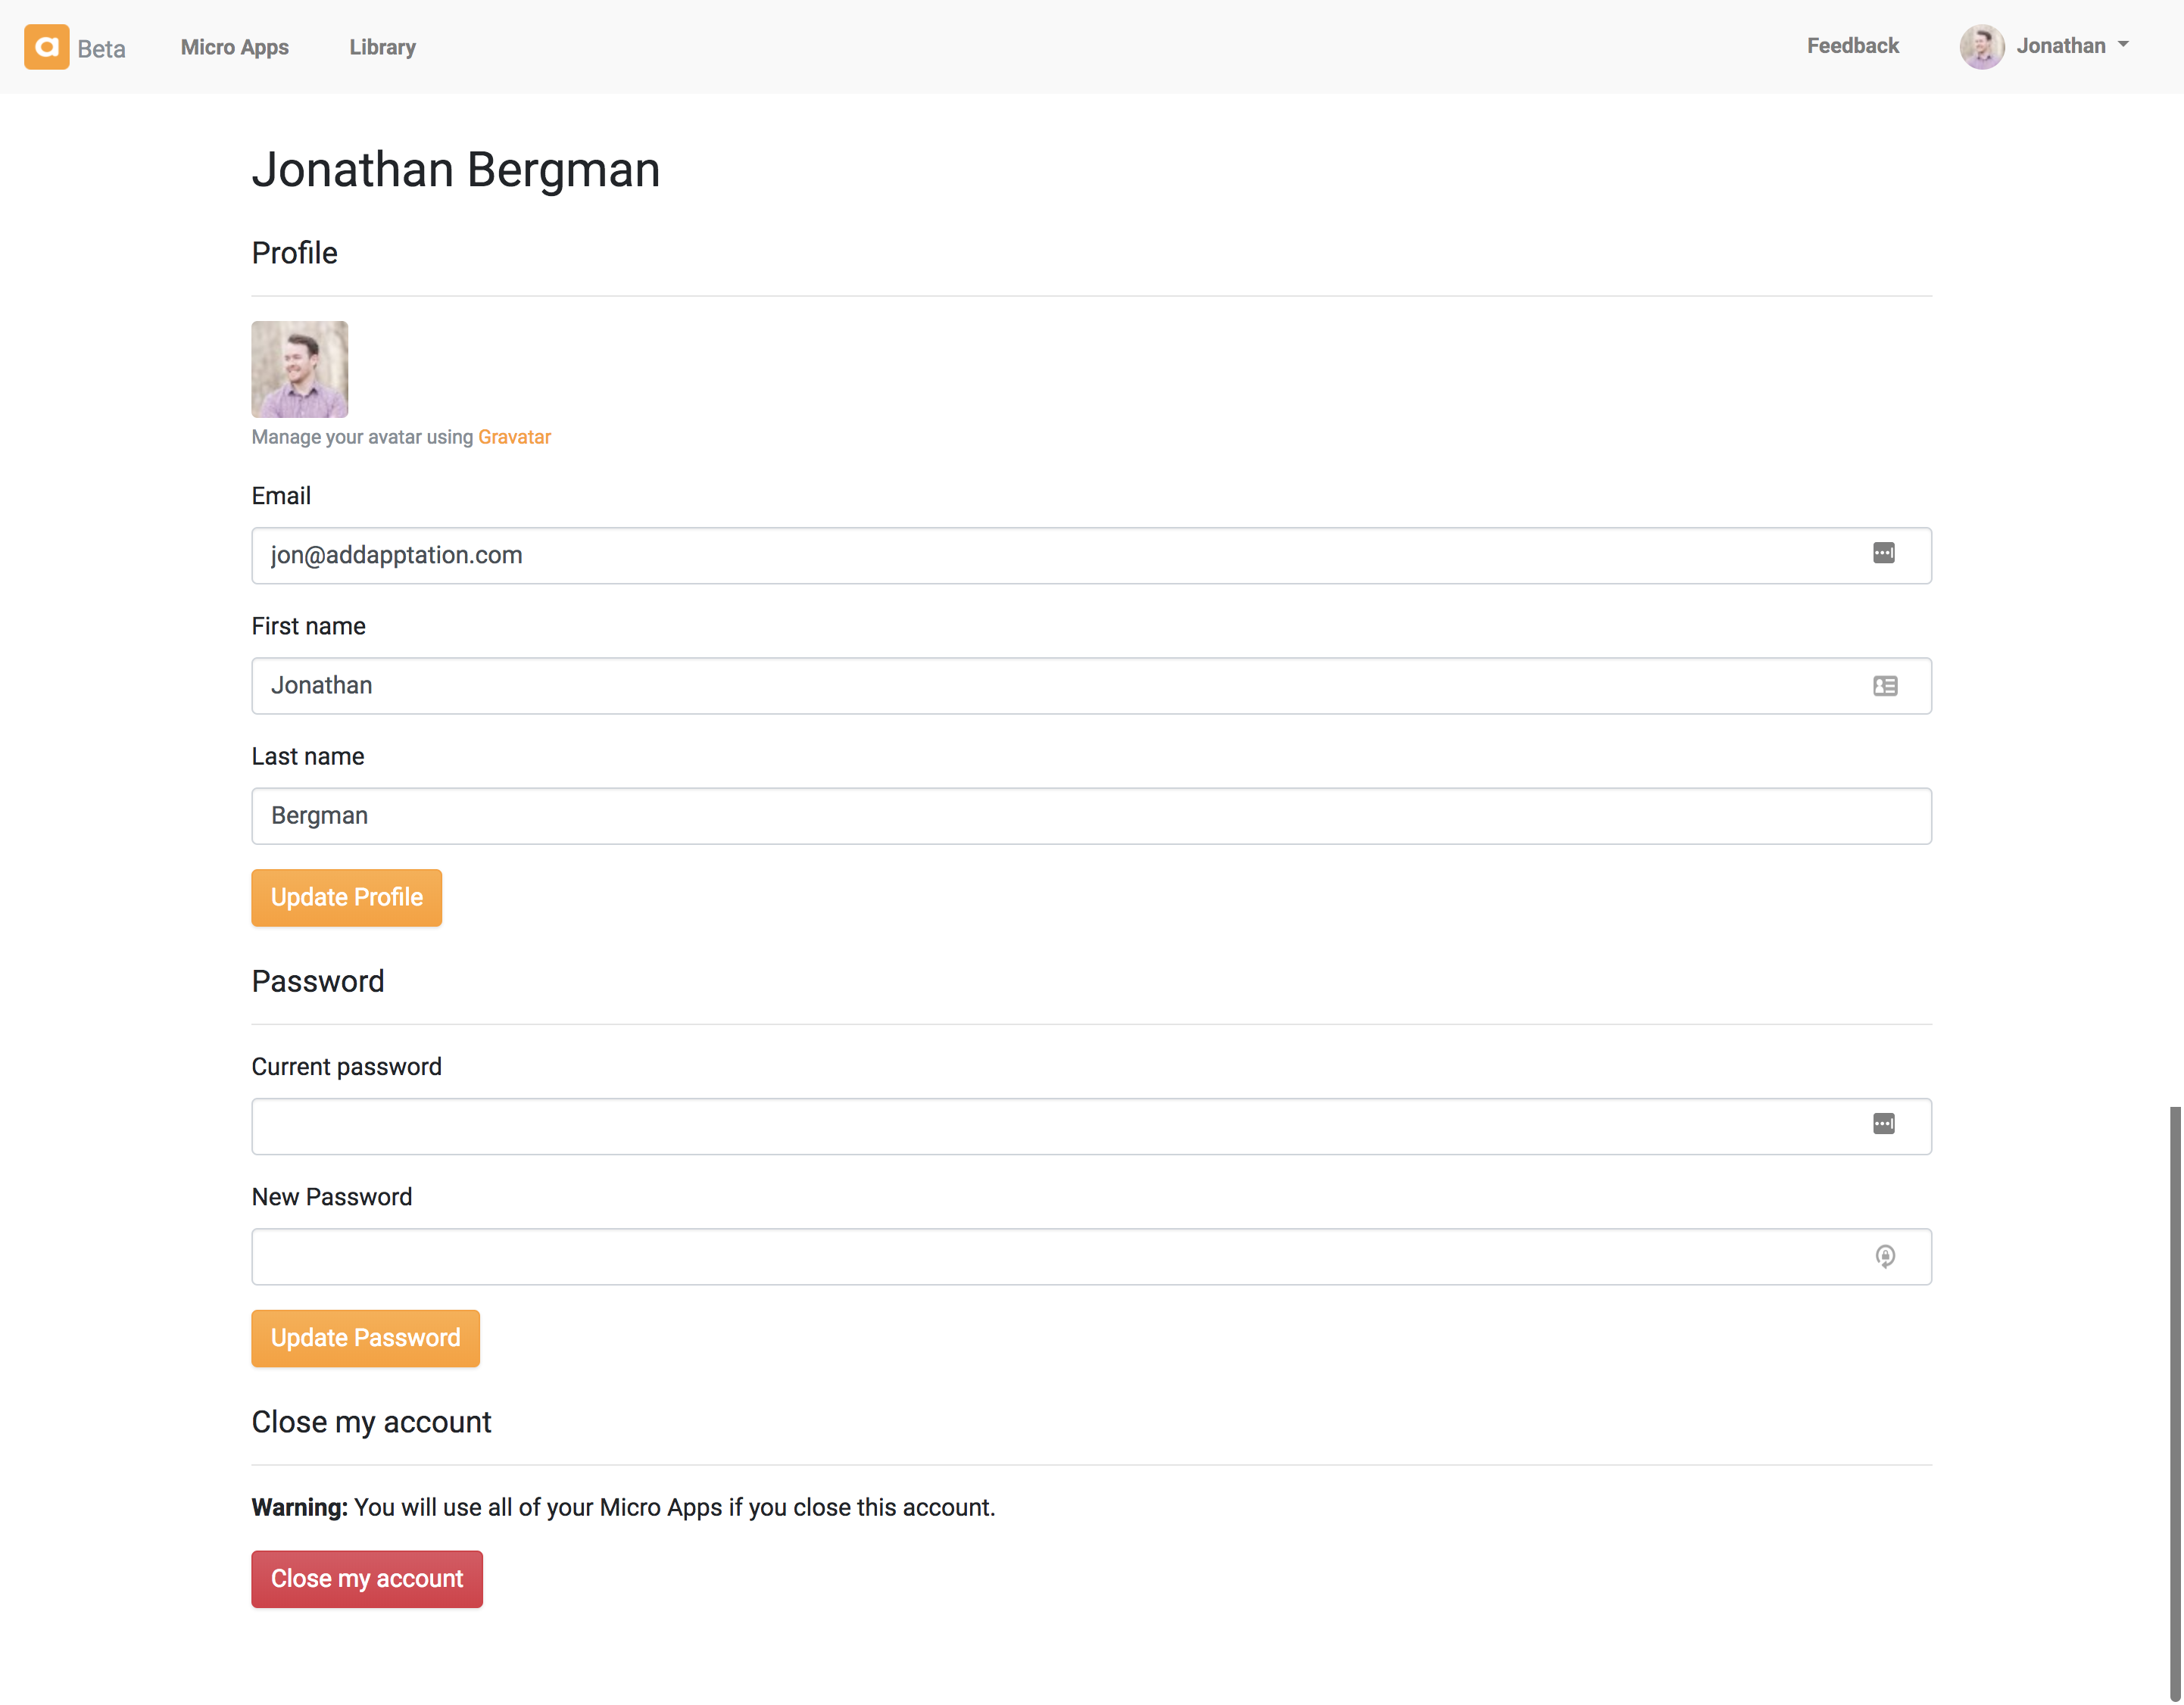 a Beta Micro Apps Library Feedback Jonathan
Jonathan Bergman
Profile
Manage your avatar using Gravatar
Email
jon@addapptation.com
First name
Jonathan
Last name
Bergman
Update Profile
Password
Current password
New Password
Update Password
Close my account
Warning: You will use all of your Micro Apps if you close this account.
Close my account